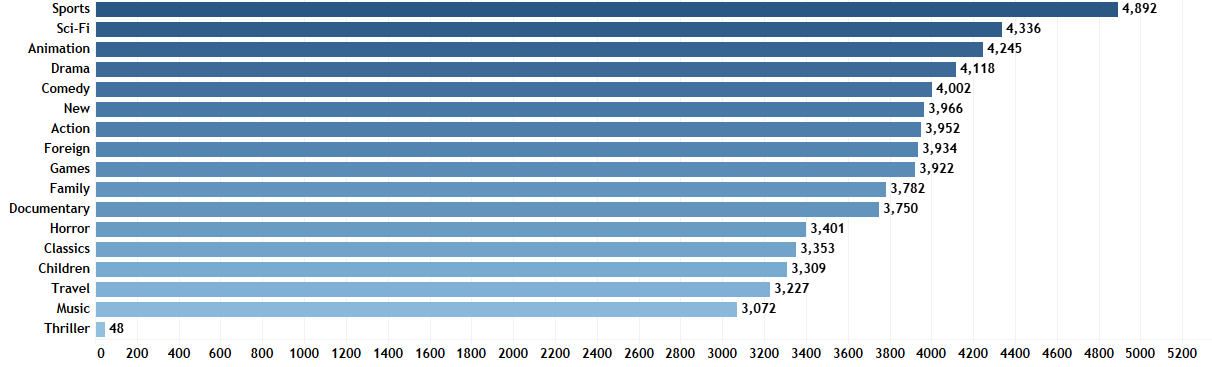 Sports 4,892
Sci-Fi 4,336
Animation 4,245
Drama 4,118
Comedy 4,002
New 3,966
Action 3,952
Foreign 3,934
Games 3,922
Family 3,782
Documentary 3,750
Horror 3,401
Classics 3,353
Children 3,309
Travel 3,227
Music 3,072
Thriller 48
0 200 400 600 800 1000 1200 1400 1600 1800 2000 2200 2400 2600 2800 3000 3200 3400 3600 3800 4000 4200 4400 4600 4800 5000 5200